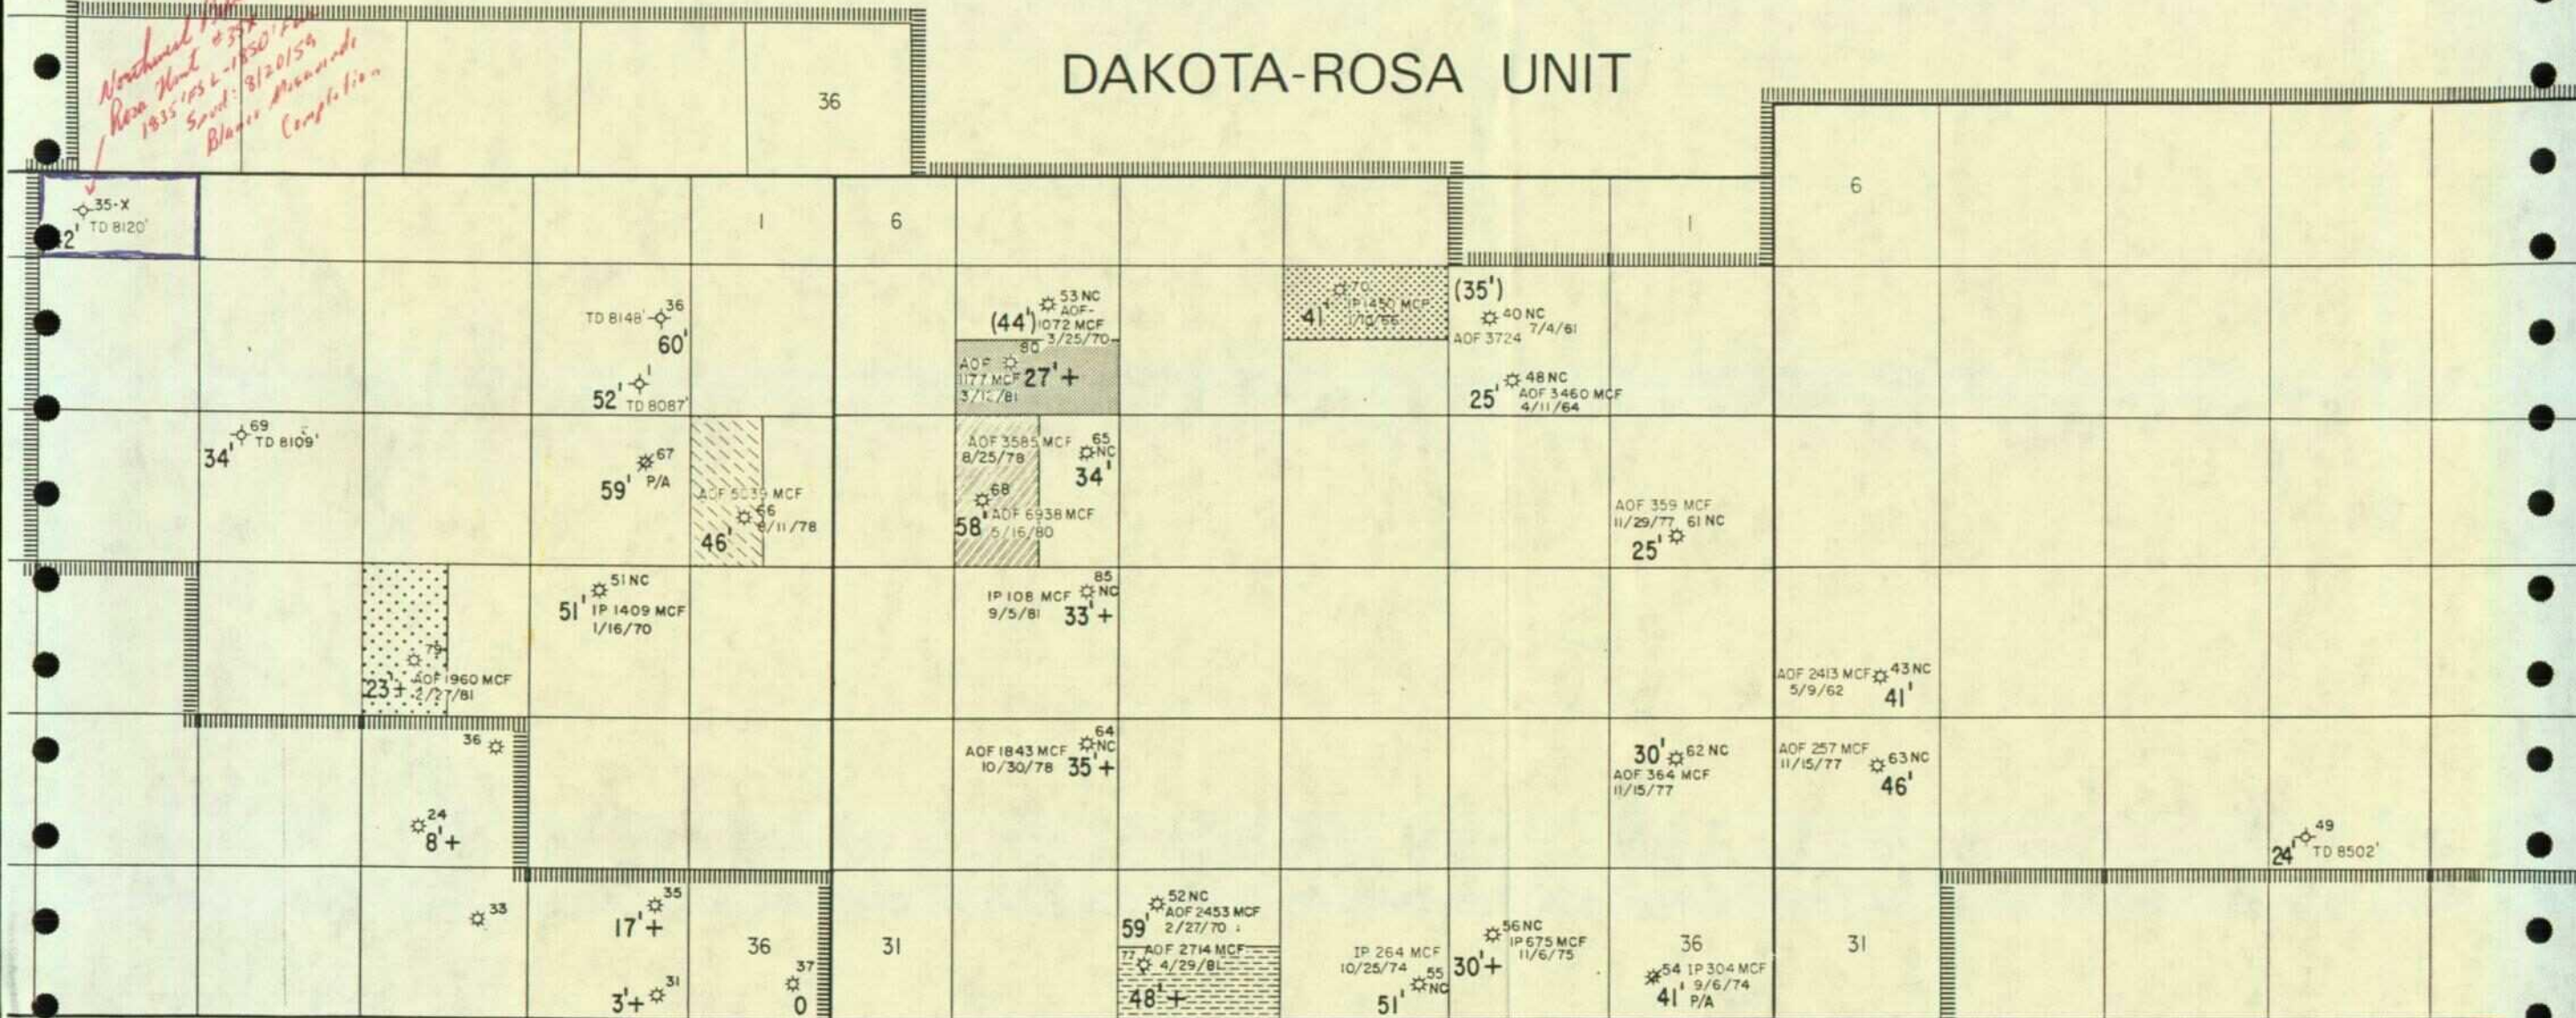 DAKOTA-ROSA UNIT
Northwest
Rosa Unit #35X
1835' FSL-1850' F
Spud: 8/20/59
Blanco Mesaverde
Completion
36
35-X
TD 8120'
2'
1
6
1
6
TD 8148' 36
60'
1
52' TD 8087'
53 NC
AOF-
(44') 1072 MCF
3/25/70
80
AOF
1177 MCF 27'+
3/12/81
70
41' IP 1450 MCF
1/10/66
(35')
40 NC
7/4/61
AOF 3724
48 NC
25' AOF 3460 MCF
4/11/64
69
TD 8109'
34'
67
59' P/A
AOF 5039 MCF
66
8/11/78
46'
AOF 3585 MCF 65
8/25/78 NC
34'
68
58' AOF 6938 MCF
5/16/80
AOF 359 MCF
11/29/77 61 NC
25'
51 NC
51' IP 1409 MCF
1/16/70
85
IP 108 MCF NC
9/5/81 33'+
79
23'+ AOF 1960 MCF
2/27/81
AOF 2413 MCF 43 NC
5/9/62 41'
36
24
8'+
64
AOF 1843 MCF NC
10/30/78 35'+
30' 62 NC
AOF 364 MCF
11/15/77
AOF 257 MCF
11/15/77 63 NC
46'
49
24' TD 8502'
33
35
17'+
31
3'+
36
37
0
31
52 NC
AOF 2453 MCF
59' 2/27/70
77 AOF 2714 MCF
4/29/81
48'+
IP 264 MCF
10/25/74 55
NC
51'
56 NC
IP 675 MCF
30'+ 11/6/75
36
54 IP 304 MCF
9/6/74
41' P/A
31